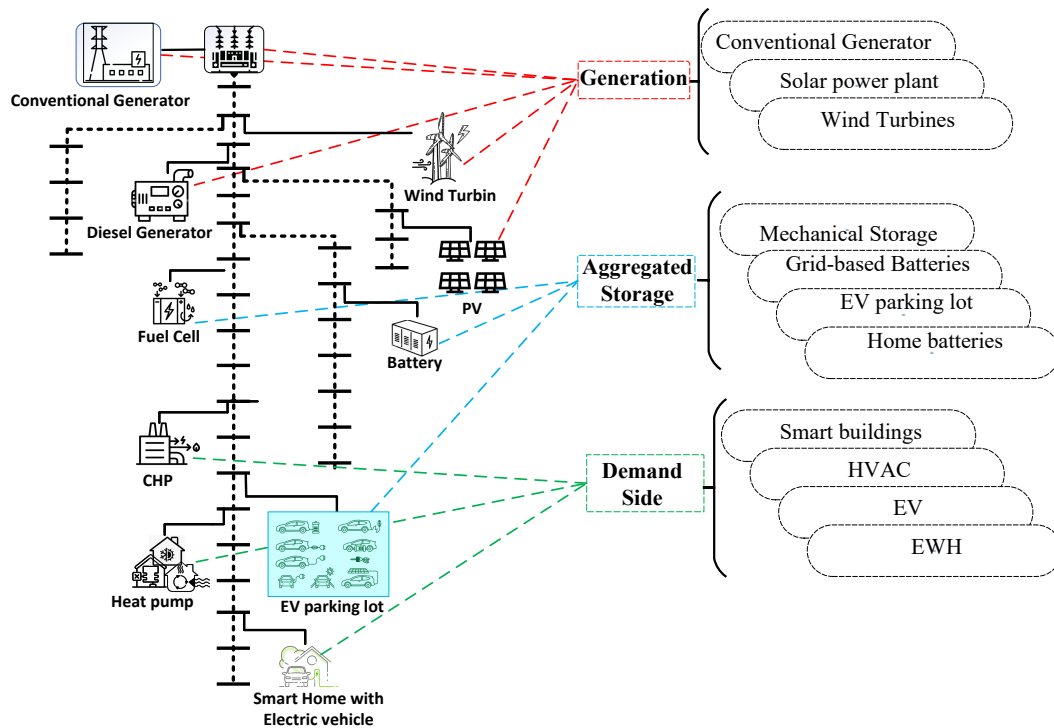 Conventional Generator
Diesel Generator
Wind Turbin
PV
Fuel Cell
Battery
CHP
Heat pump
EV parking lot
Smart Home with
Electric vehicle
Generation
Conventional Generator
Solar power plant
Wind Turbines
Aggregated
Storage
Mechanical Storage
Grid-based Batteries
EV parking lot
Home batteries
Demand
Side
Smart buildings
HVAC
EV
EWH